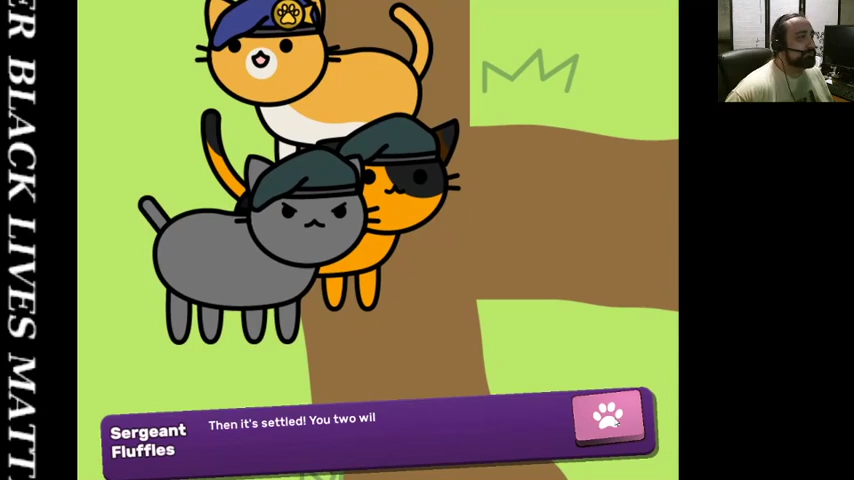 ER BLACK LIVES MATT
Sergeant
Fluffles
Then it's settled! You two wil